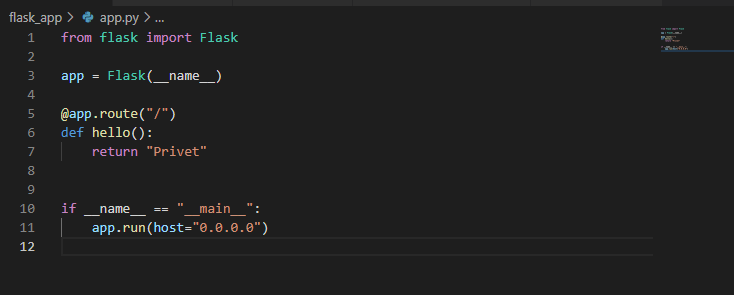 flask_app > app.py > ...
1 from flask import Flask
2
3 app = Flask(__name__)
4
5 @app.route("/")
6 def hello():
7     return "Privet"
8
9
10 if __name__ == "__main__":
11     app.run(host="0.0.0.0")
12